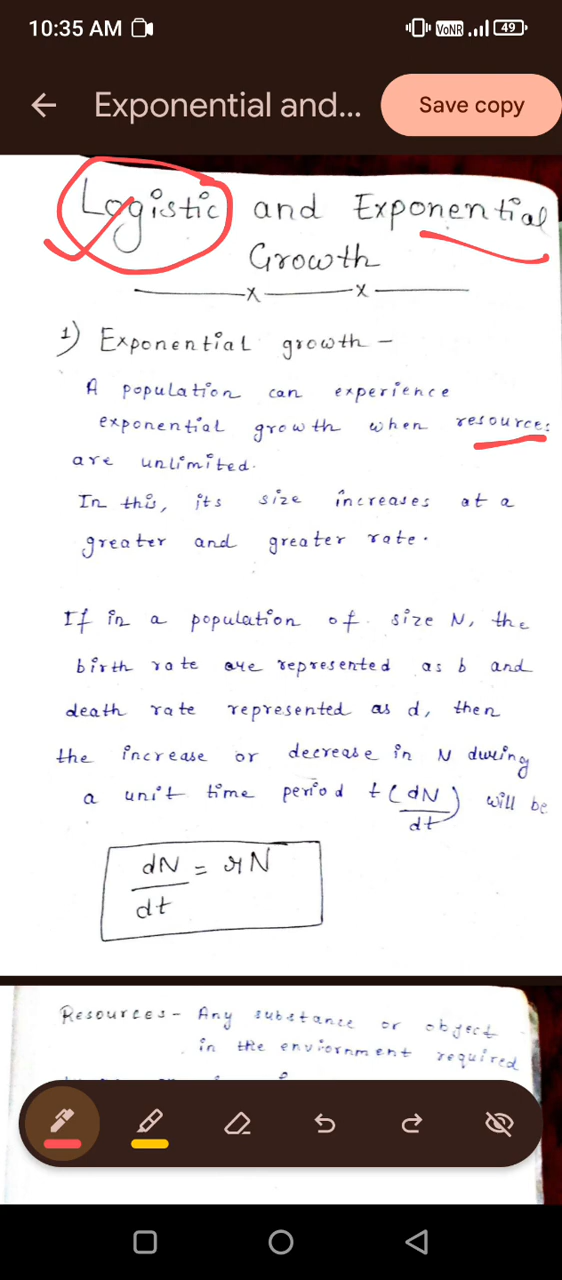 10:35 AM
VoNR 49
Exponential and...
Save copy
Logistic and Exponential
Growth
1) Exponential growth -
A population can experience
exponential growth when resources
are unlimited.
In this, its size increases at a
greater and greater rate.
If in a population of size N, the
birth rate are represented as b and
death rate represented as d, then
the increase or decrease in N during
a unit time period t (dN/dt) will be
dN/dt = rN
Resources - Any substance or object
in the enviornment required